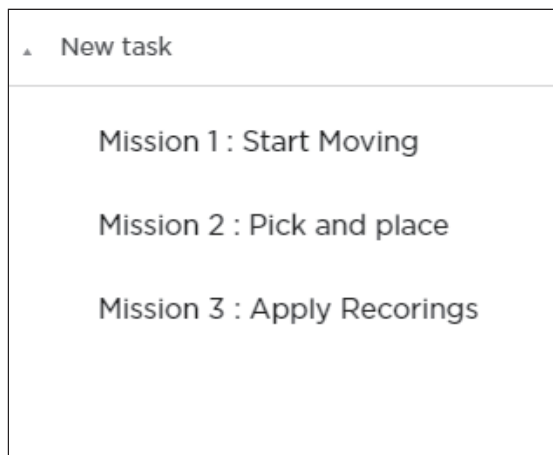 New task
Mission 1 : Start Moving
Mission 2 : Pick and place
Mission 3 : Apply Recorings